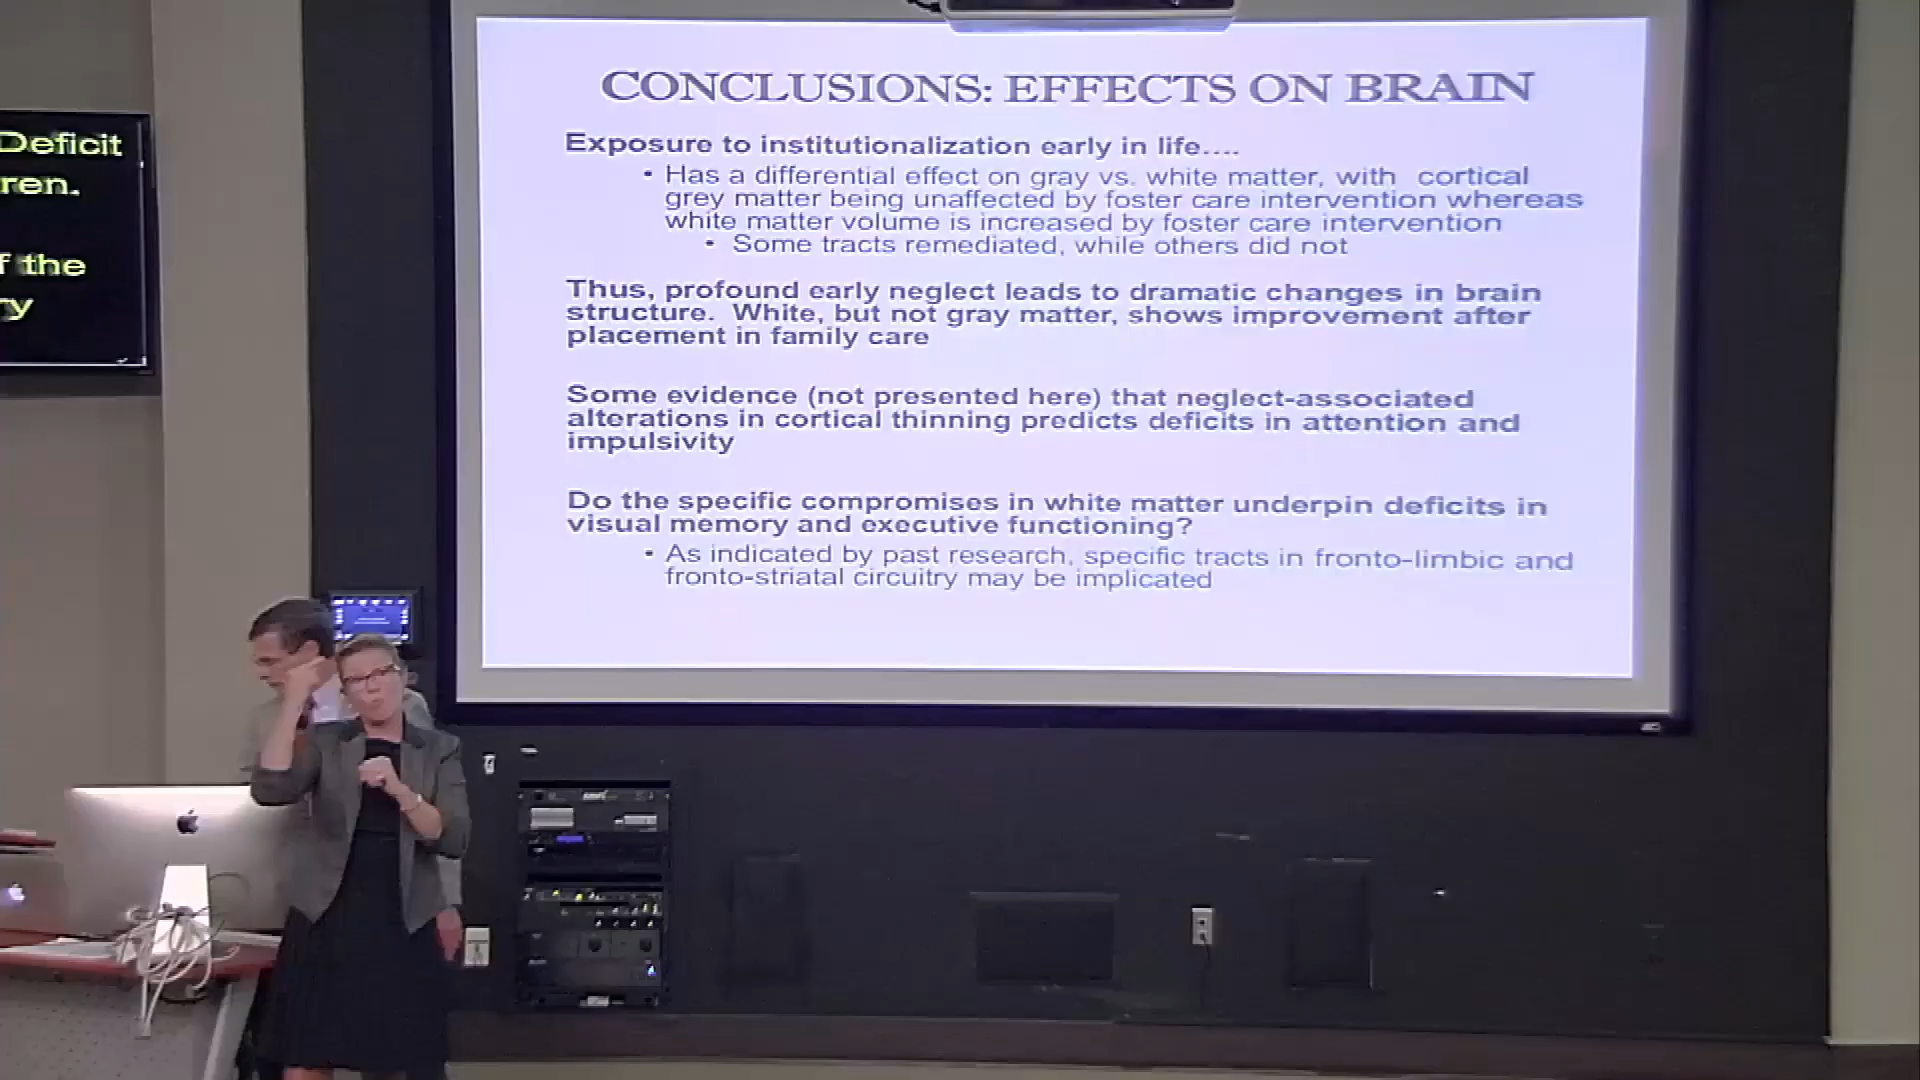 Deficit
ren.
f the
ry
CONCLUSIONS: EFFECTS ON BRAIN
Exposure to institutionalization early in life....
• Has a differential effect on gray vs. white matter, with cortical
grey matter being unaffected by foster care intervention whereas
white matter volume is increased by foster care intervention
• Some tracts remediated, while others did not
Thus, profound early neglect leads to dramatic changes in brain
structure. White, but not gray matter, shows improvement after
placement in family care
Some evidence (not presented here) that neglect-associated
alterations in cortical thinning predicts deficits in attention and
impulsivity
Do the specific compromises in white matter underpin deficits in
visual memory and executive functioning?
• As indicated by past research, specific tracts in fronto-limbic and
fronto-striatal circuitry may be implicated